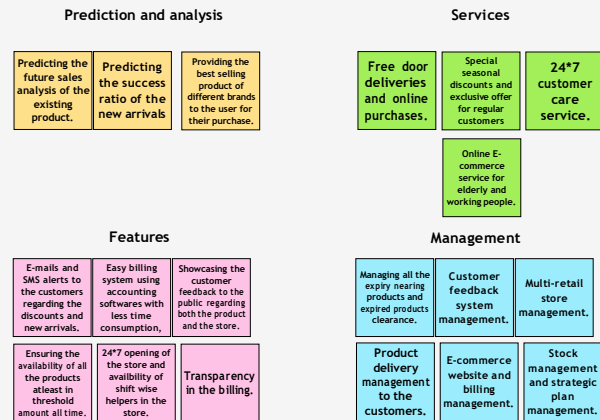 Prediction and analysis
Predicting the
future sales
analysis of the
existing
product.
Predicting
the success
ratio of the
new arrivals
Providing the
best selling
product of
different brands
to the user for
their purchase.
Services
Free door
deliveries
and online
purchases.
Special
seasonal
discounts and
exclusive offer
for regular
customers
24*7
customer
care
service.
Online E-
commerce
service for
elderly and
working people.
Features
E-mails and
SMS alerts to
the customers
regarding the
discounts and
new arrivals.
Easy billing
system using
accounting
softwares with
less time
consumption,
Showcasing the
customer
feedback to the
public regarding
both the product
and the store.
Ensuring the
availability of all
the products
atleast in
threshold
amount all time.
24*7 opening of
the store and
availbility of
shift wise
helpers in the
store.
Transparency
in the billing.
Management
Managing all the
expiry nearing
products and
expired products
clearance.
Customer
feedback
system
management.
Multi-retail
store
management.
Product
delivery
management
to the
customers.
E-commerce
website and
billing
management.
Stock
management
and strategic
plan
management.